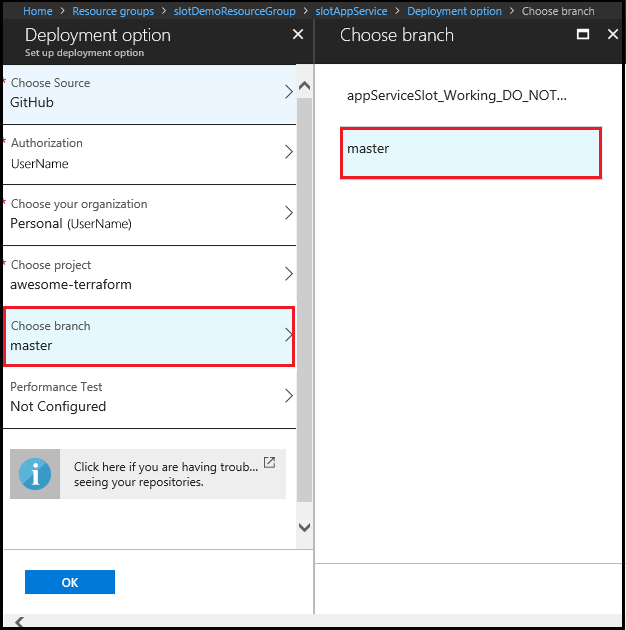 Home > Resource groups > slotDemoResourceGroup > slotAppService > Deployment option > Choose branch
Deployment option
Set up deployment option
* Choose Source
GitHub
* Authorization
UserName
* Choose your organization
Personal (UserName)
* Choose project
awesome-terraform
Choose branch
master
Performance Test
Not Configured
Click here if you are having troub...
seeing your repositories.
OK
Choose branch
appServiceSlot_Working_DO_NOT...
master